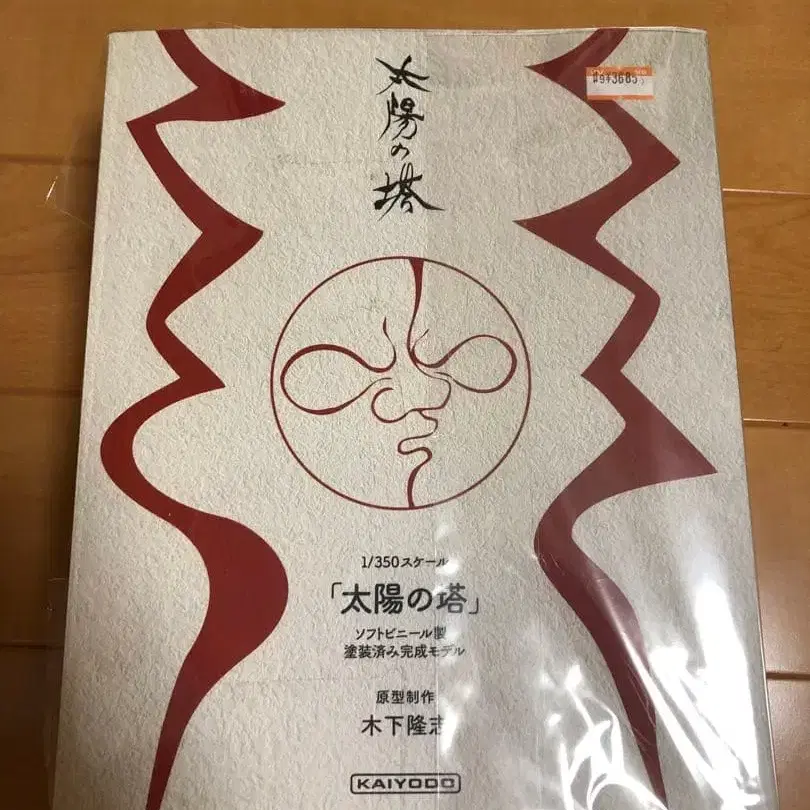 太陽の塔
1/350スケール
「太陽の塔」
ソフトビニール製
塗装済み完成モデル
原型制作
木下隆志
KAIYODO